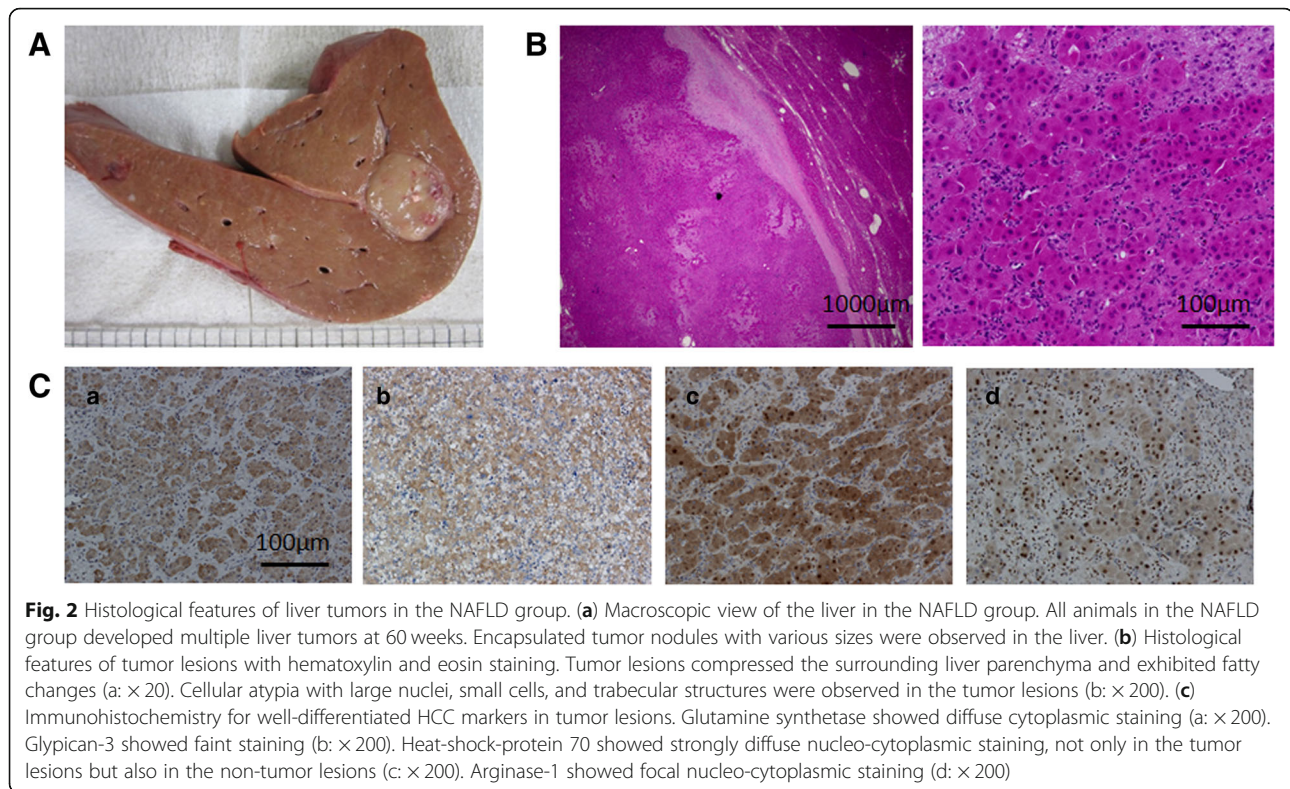 A
B
1000µm
100µm
C
a
b
c
d
100µm
Fig. 2 Histological features of liver tumors in the NAFLD group. (a) Macroscopic view of the liver in the NAFLD group. All animals in the NAFLD
group developed multiple liver tumors at 60 weeks. Encapsulated tumor nodules with various sizes were observed in the liver. (b) Histological
features of tumor lesions with hematoxylin and eosin staining. Tumor lesions compressed the surrounding liver parenchyma and exhibited fatty
changes (a: × 20). Cellular atypia with large nuclei, small cells, and trabecular structures were observed in the tumor lesions (b: × 200). (c)
Immunohistochemistry for well-differentiated HCC markers in tumor lesions. Glutamine synthetase showed diffuse cytoplasmic staining (a: × 200).
Glypican-3 showed faint staining (b: × 200). Heat-shock-protein 70 showed strongly diffuse nucleo-cytoplasmic staining, not only in the tumor
lesions but also in the non-tumor lesions (c: × 200). Arginase-1 showed focal nucleo-cytoplasmic staining (d: × 200)